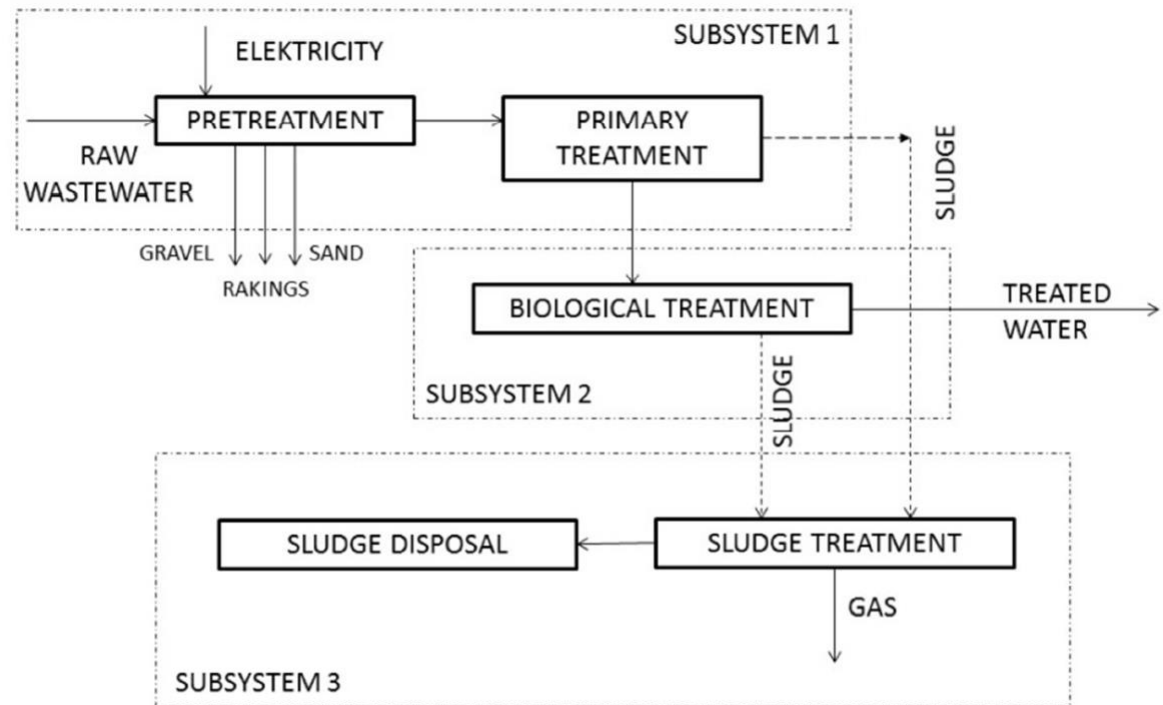 SUBSYSTEM 1
ELEKTRICITY
PRETREATMENT
PRIMARY
TREATMENT
RAW
WASTEWATER
SLUDGE
GRAVEL
SAND
RAKINGS
BIOLOGICAL TREATMENT
TREATED
WATER
SUBSYSTEM 2
SLUDGE
SLUDGE DISPOSAL
SLUDGE TREATMENT
GAS
SUBSYSTEM 3